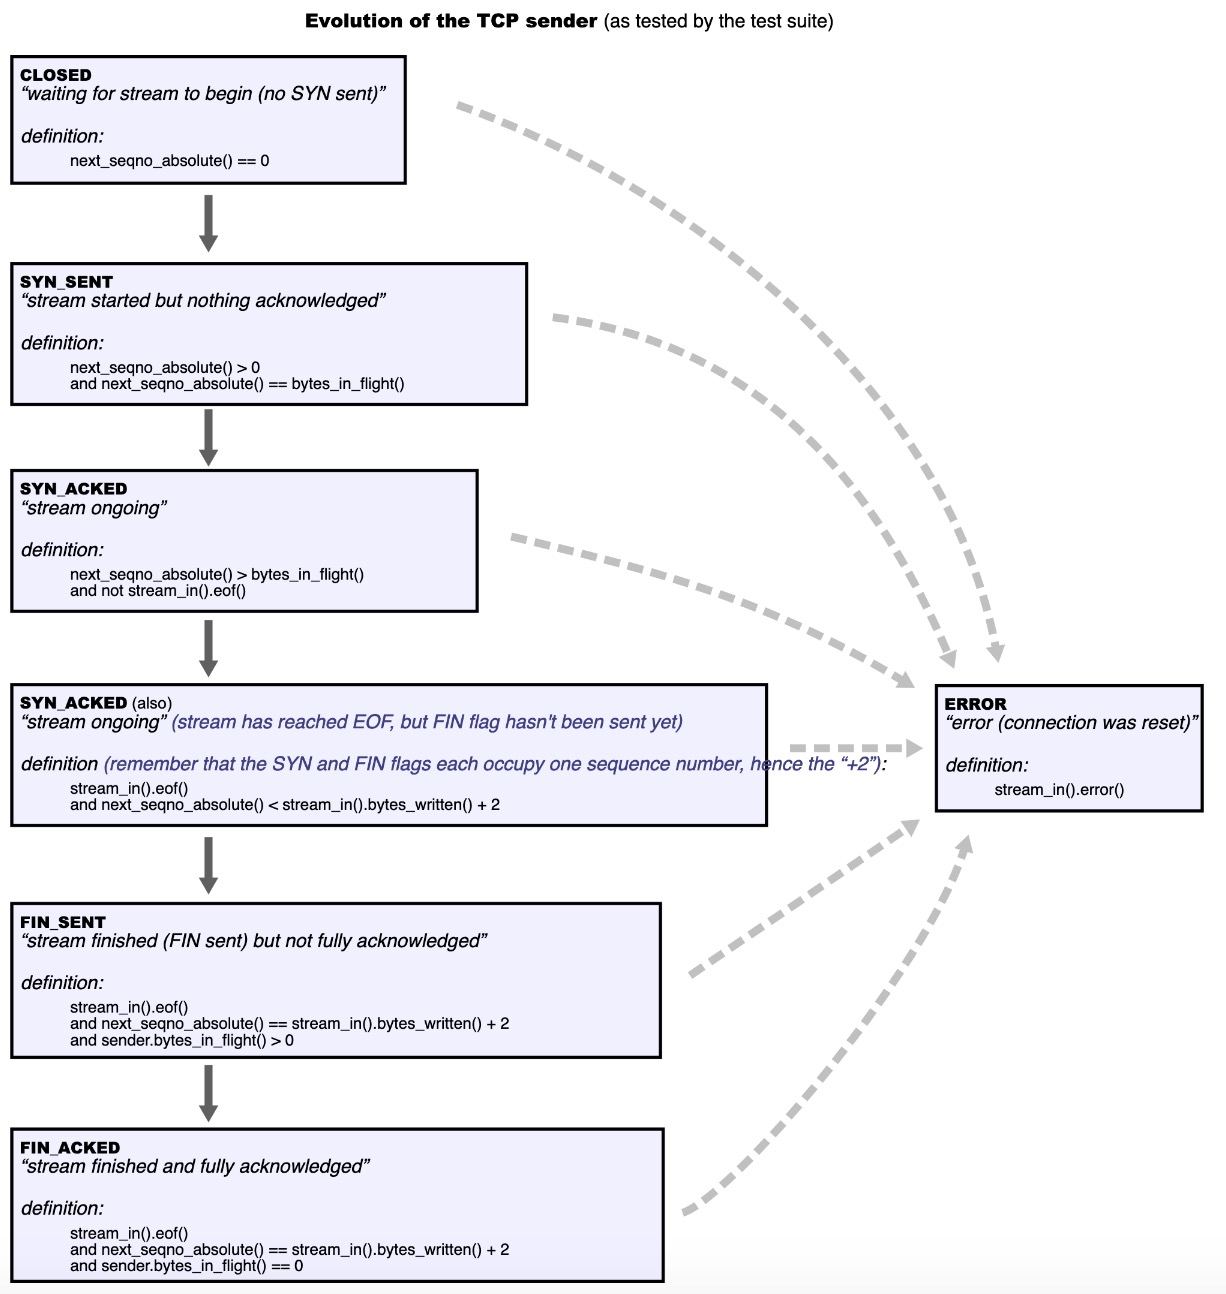 Evolution of the TCP sender (as tested by the test suite)
CLOSED
“waiting for stream to begin (no SYN sent)”
definition:
next_seqno_absolute() == 0
SYN_SENT
“stream started but nothing acknowledged”
definition:
next_seqno_absolute() > 0
and next_seqno_absolute() == bytes_in_flight()
SYN_ACKED
“stream ongoing”
definition:
next_seqno_absolute() > bytes_in_flight()
and not stream_in().eof()
SYN_ACKED (also)
“stream ongoing” (stream has reached EOF, but FIN flag hasn't been sent yet)
definition (remember that the SYN and FIN flags each occupy one sequence number, hence the “+2”):
stream_in().eof()
and next_seqno_absolute() < stream_in().bytes_written() + 2
ERROR
“error (connection was reset)”
definition:
stream_in().error()
FIN_SENT
“stream finished (FIN sent) but not fully acknowledged”
definition:
stream_in().eof()
and next_seqno_absolute() == stream_in().bytes_written() + 2
and sender.bytes_in_flight() > 0
FIN_ACKED
“stream finished and fully acknowledged”
definition:
stream_in().eof()
and next_seqno_absolute() == stream_in().bytes_written() + 2
and sender.bytes_in_flight() == 0